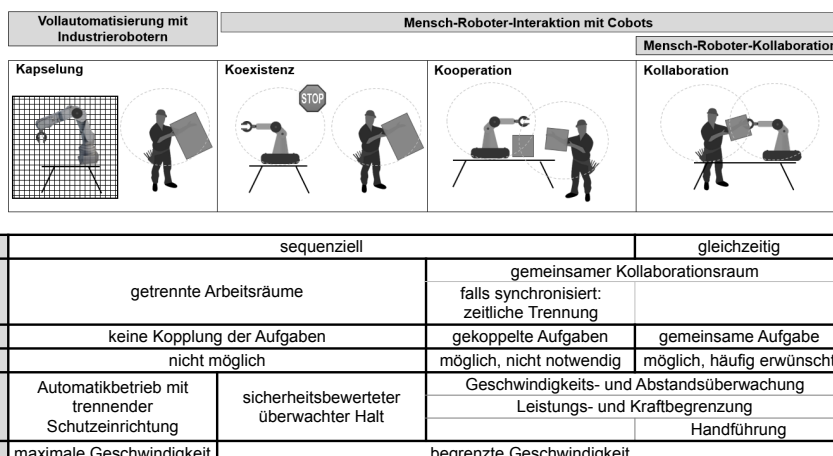 Vollautomatisierung mit
Industrierobotern
Mensch-Roboter-Interaktion mit Cobots
Mensch-Roboter-Kollaboration
Kapselung
Koexistenz
Kooperation
Kollaboration
STOP
sequenziell
gleichzeitig
getrennte Arbeitsräume
gemeinsamer Kollaborationsraum
falls synchronisiert:
zeitliche Trennung
keine Kopplung der Aufgaben
gekoppelte Aufgaben
gemeinsame Aufgabe
nicht möglich
möglich, nicht notwendig
möglich, häufig erwünscht
Automatikbetrieb mit
trennender
Schutzeinrichtung
sicherheitsbewerteter
überwachter Halt
Geschwindigkeits- und Abstandsüberwachung
Leistungs- und Kraftbegrenzung
Handführung
maximale Geschwindigkeit
begrenzte Geschwindigkeit